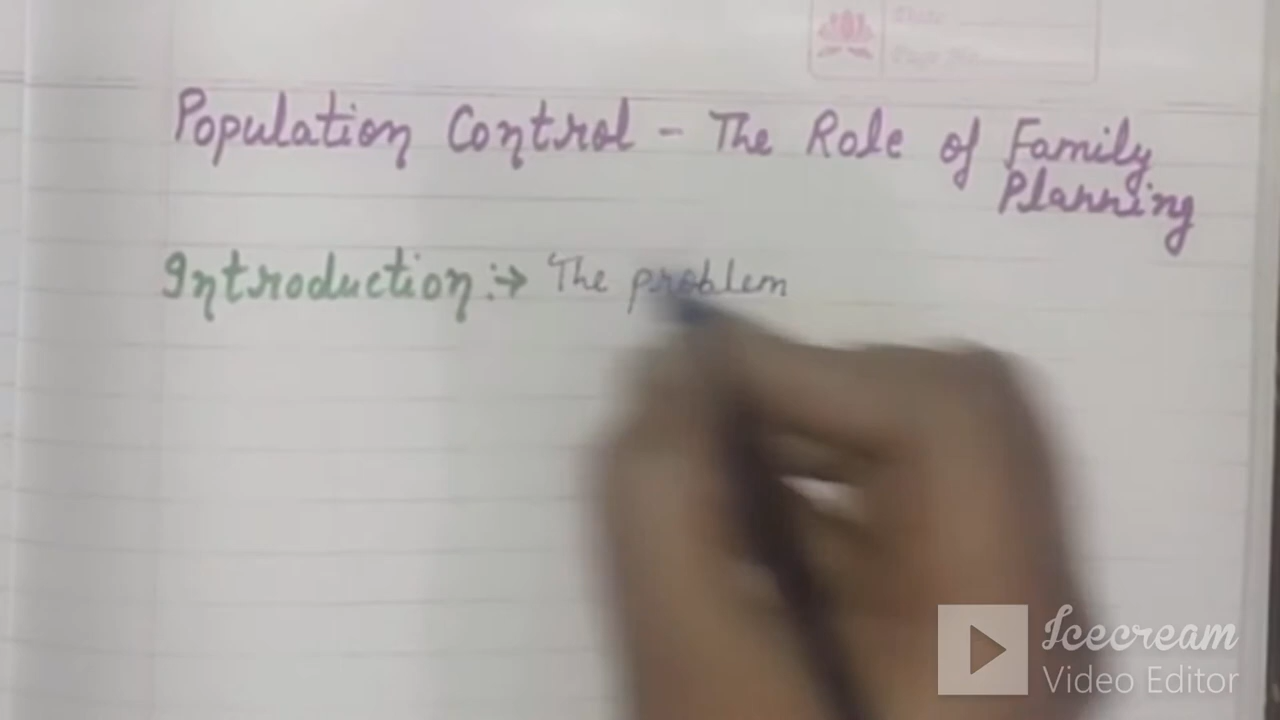 Population Control - The Role of Family
Planning
Introduction :→ The problem
Icecream
Video Editor